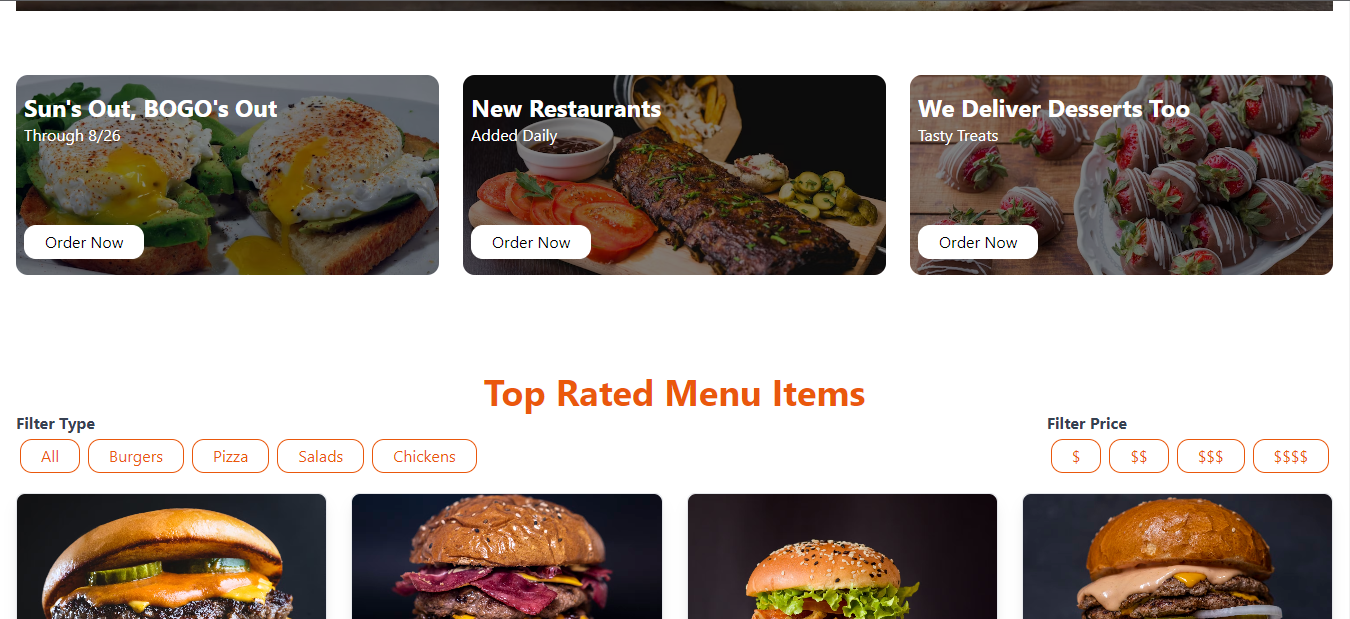 Sun's Out, BOGO's Out
Through 8/26
Order Now
New Restaurants
Added Daily
Order Now
We Deliver Desserts Too
Tasty Treats
Order Now
Top Rated Menu Items
Filter Type
All Burgers Pizza Salads Chickens
Filter Price
$ $$ $$$ $$$$